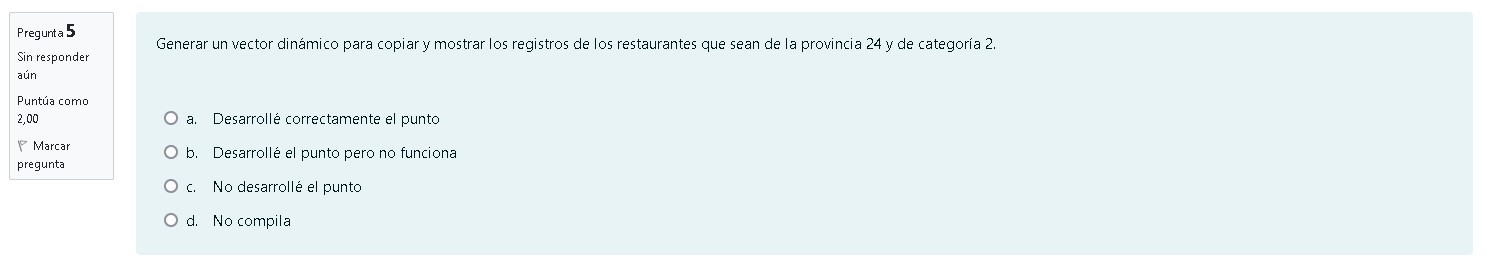 Pregunta 5
Sin responder
aún
Puntúa como
2,00
Marcar
pregunta
Generar un vector dinámico para copiar y mostrar los registros de los restaurantes que sean de la provincia 24 y de categoría 2.
a. Desarrollé correctamente el punto
b. Desarrollé el punto pero no funciona
c. No desarrollé el punto
d. No compila